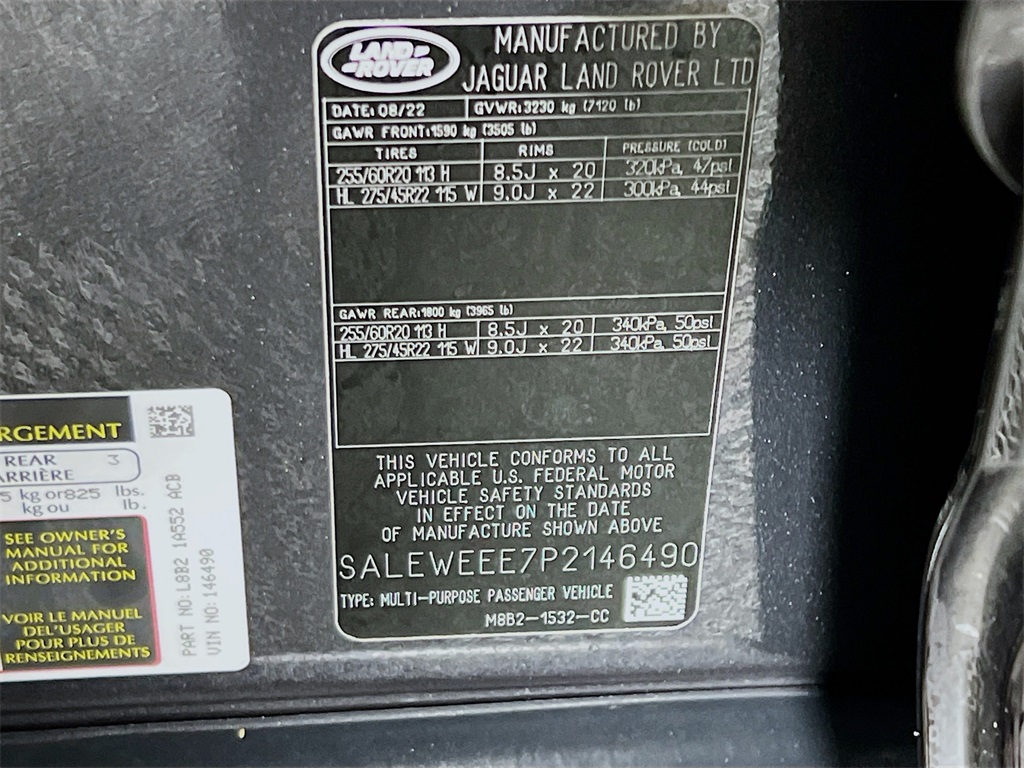 LAND
ROVER
MANUFACTURED BY
JAGUAR LAND ROVER LTD
DATE: 08/22 GVWR: 3230 kg (7120 lb)
GAWR FRONT: 1590 kg (3505 lb)
TIRES RIMS PRESSURE (COLD)
255/60R20 113 H 8.5J x 20 320kPa, 47psi
HL 275/45R22 115 W 9.0J x 22 300kPa, 44psi
GAWR REAR: 1800 kg (3965 lb)
255/60R20 113 H 8.5J x 20 340kPa, 50psi
HL 275/45R22 115 W 9.0J x 22 340kPa, 50psi
THIS VEHICLE CONFORMS TO ALL
APPLICABLE U.S. FEDERAL MOTOR
VEHICLE SAFETY STANDARDS
IN EFFECT ON THE DATE
OF MANUFACTURE SHOWN ABOVE
SALEWEEE7P2146490
TYPE: MULTI-PURPOSE PASSENGER VEHICLE
M8B2-1532-CC
RGEMENT
REAR 3
ARRIÈRE
5 kg or 825 lbs.
kg ou lb.
SEE OWNER'S
MANUAL FOR
ADDITIONAL
INFORMATION
VOIR LE MANUEL
DEL'USAGER
POUR PLUS DE
RENSEIGNEMENTS
PART NO: L8B2 1A552 ACB
VIN NO: 146490